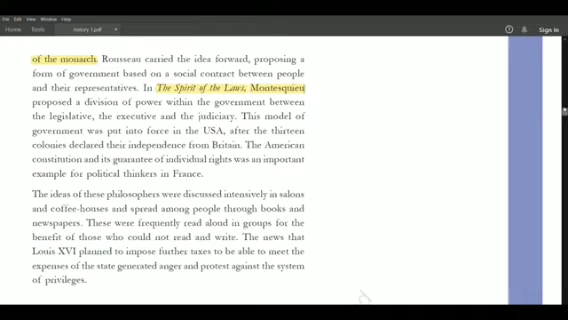 File Edit View Window Help
Home Tools history 1.pdf × Sign In
of the monarch. Rousseau carried the idea forward, proposing a
form of government based on a social contract between people
and their representatives. In The Spirit of the Laws, Montesquieu
proposed a division of power within the government between
the legislative, the executive and the judiciary. This model of
government was put into force in the USA, after the thirteen
colonies declared their independence from Britain. The American
constitution and its guarantee of individual rights was an important
example for political thinkers in France.
The ideas of these philosophers were discussed intensively in salons
and coffee-houses and spread among people through books and
newspapers. These were frequently read aloud in groups for the
benefit of those who could not read and write. The news that
Louis XVI planned to impose further taxes to be able to meet the
expenses of the state generated anger and protest against the system
of privileges.